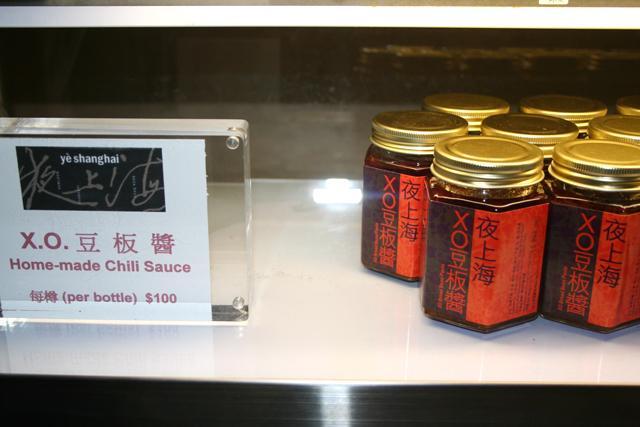 yè shanghai
夜上海
X.O. 豆 板 醬
Home-made Chili Sauce
每樽 (per bottle) $100
夜上海
XO豆板醬
夜上海
XO豆板醬
夜上海
XO豆板醬